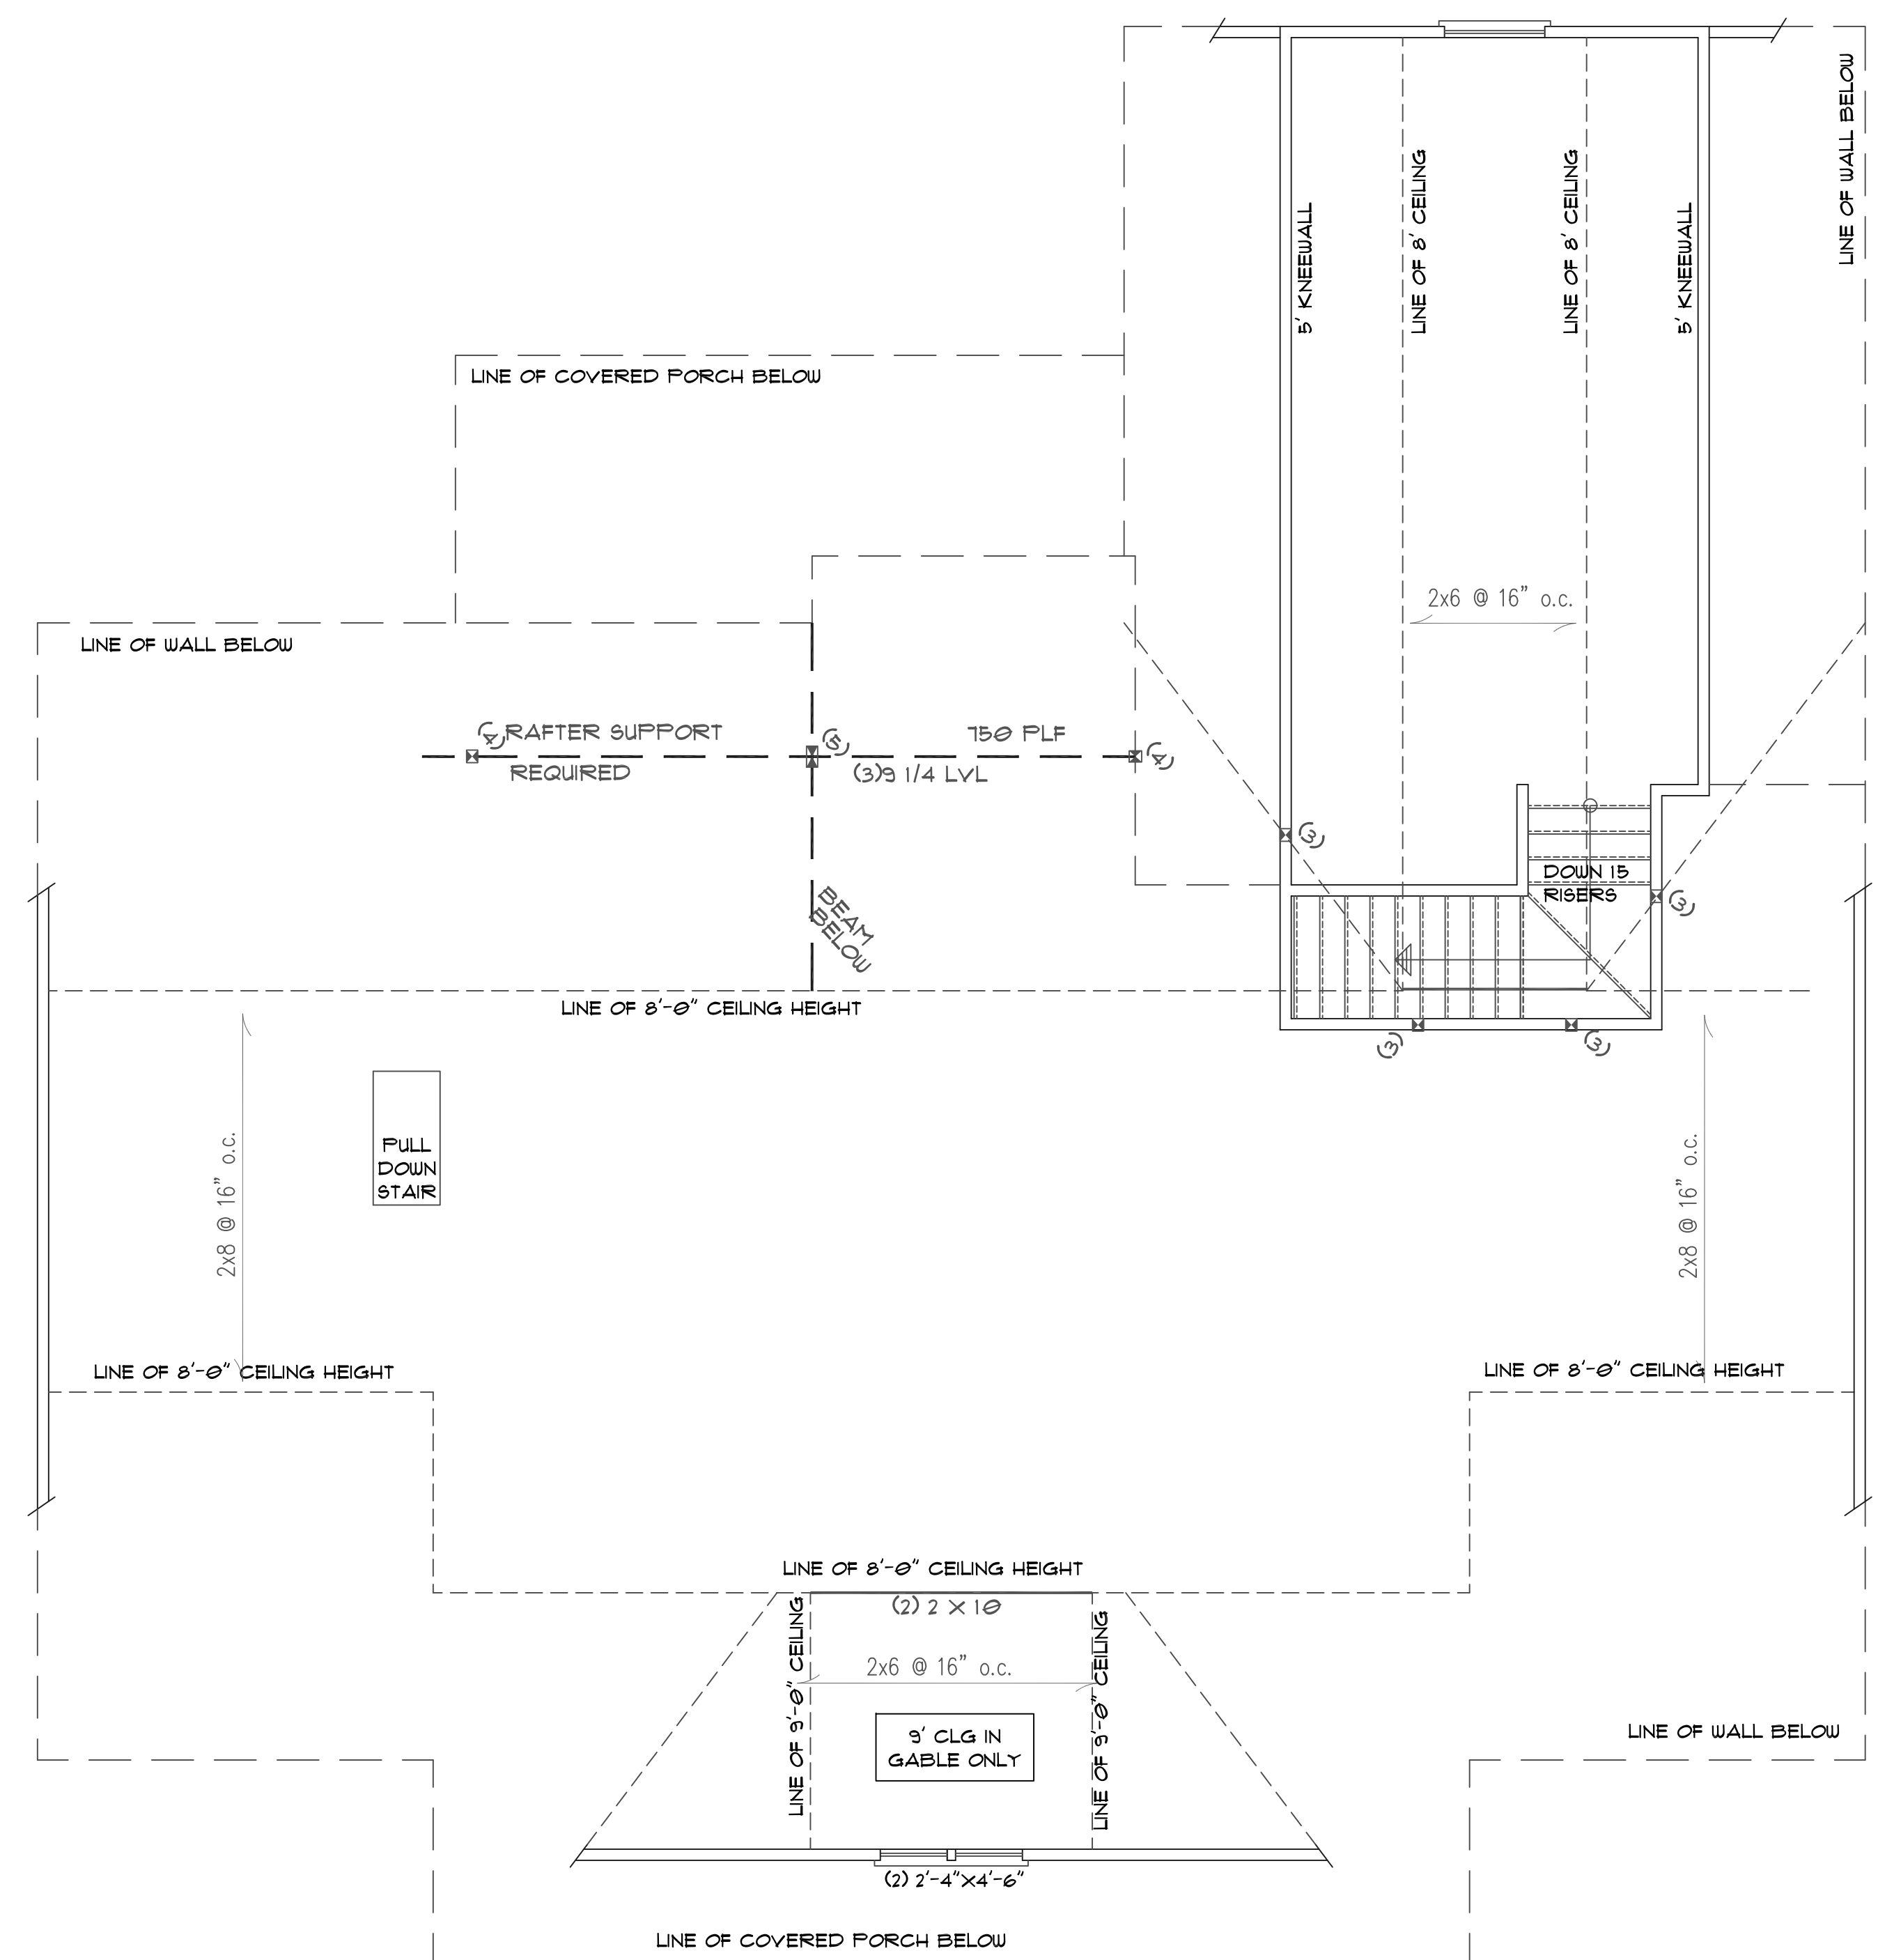 LINE OF WALL BELOW
5' KNEEWALL
LINE OF 8' CEILING
LINE OF 8' CEILING
5' KNEEWALL
LINE OF COVERED PORCH BELOW
2x6 @ 16" o.c.
LINE OF WALL BELOW
(4)
RAFTER SUPPORT
REQUIRED
(5)
750 PLF
(3)9 1/4 LVL
(4)
(3)
DOWN 15
RISERS
(3)
BEAM
BELOW
LINE OF 8'-0" CEILING HEIGHT
(3)
(3)
PULL
DOWN
STAIR
2x8 @ 16" o.c.
2x8 @ 16" o.c.
LINE OF 8'-0" CEILING HEIGHT
LINE OF 8'-0" CEILING HEIGHT
LINE OF 8'-0" CEILING HEIGHT
(2) 2 X 10
LINE OF 9'-0" CEILING
2x6 @ 16" o.c.
LINE OF 9'-0" CEILING
9' CLG IN
GABLE ONLY
LINE OF WALL BELOW
(2) 2'-4"X4'-6"
LINE OF COVERED PORCH BELOW